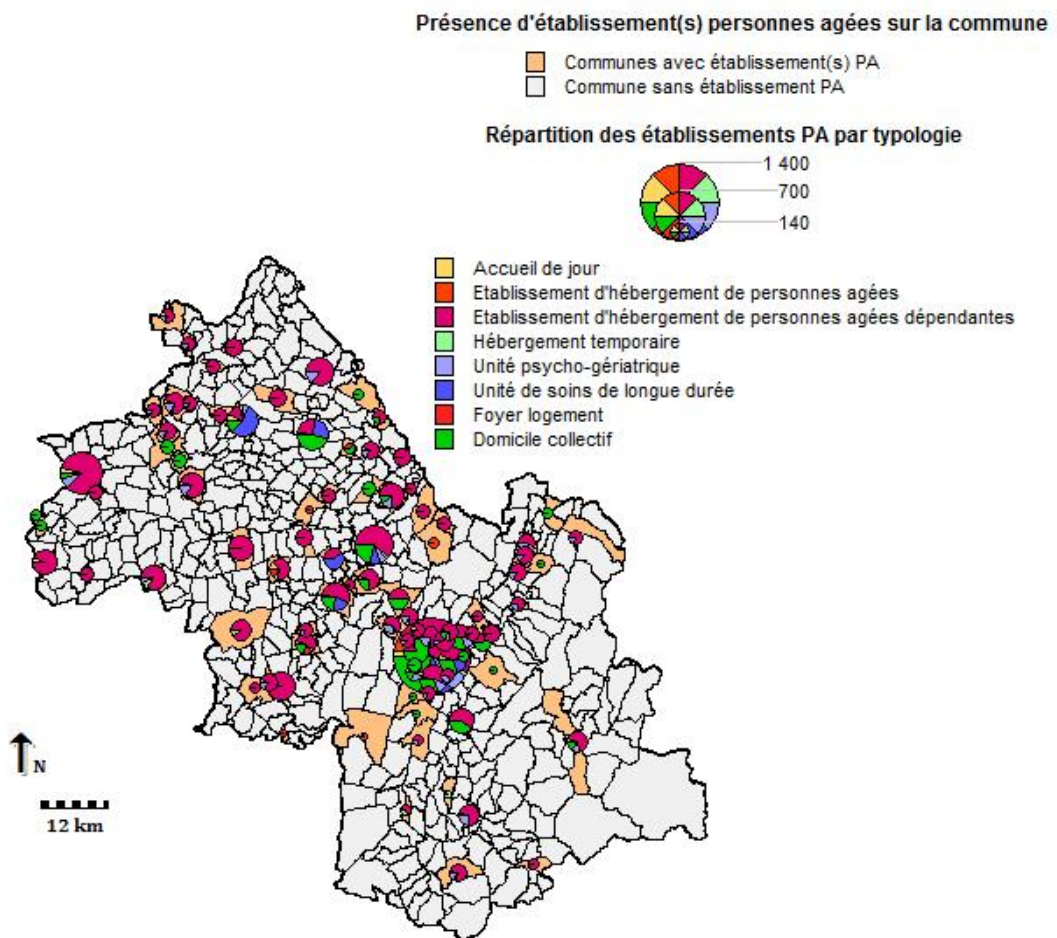 Présence d'établissement(s) personnes agées sur la commune
Communes avec établissement(s) PA
Commune sans établissement PA
Répartition des établissements PA par typologie
1 400
700
140
Accueil de jour
Etablissement d'hébergement de personnes agées
Etablissement d'hébergement de personnes agées dépendantes
Hébergement temporaire
Unité psycho-gériatrique
Unité de soins de longue durée
Foyer logement
Domicile collectif
N
12 km